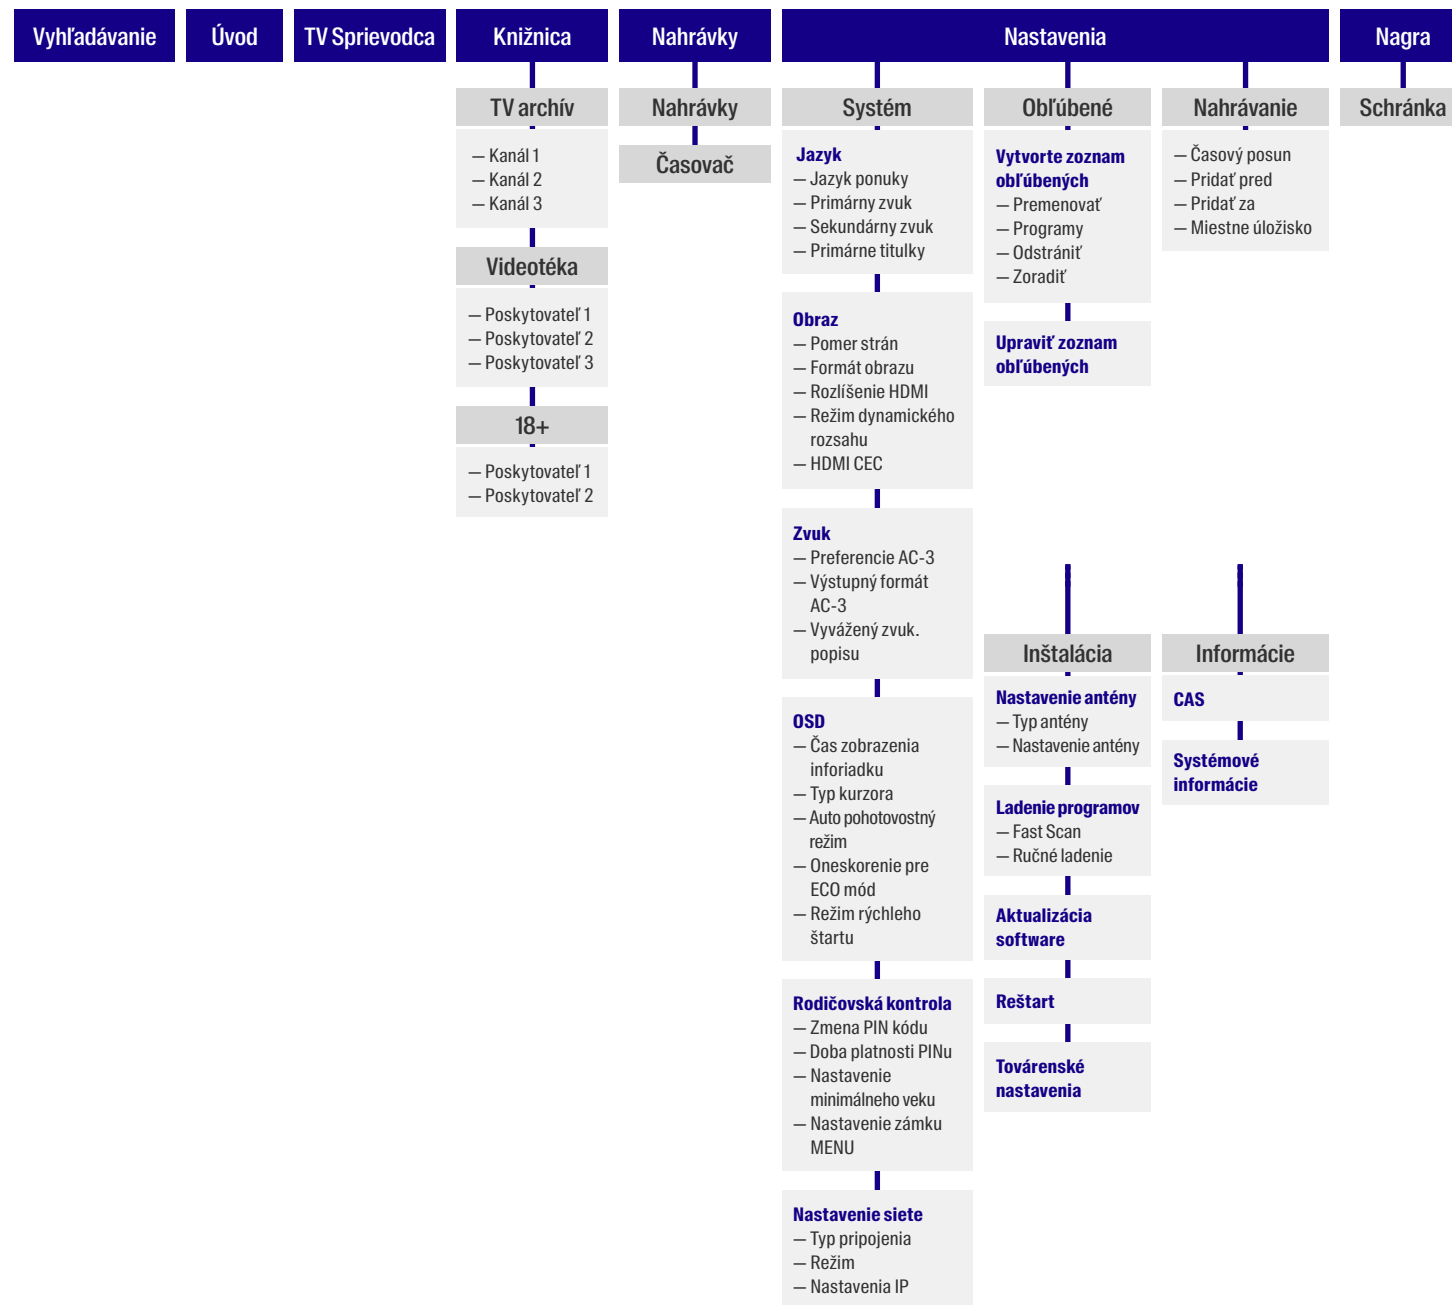 Vyhľadávanie
Úvod
TV Sprievodca
Knižnica
Nahrávky
Nastavenia
Nagra
TV archív
— Kanál 1
— Kanál 2
— Kanál 3
Videotéka
— Poskytovateľ 1
— Poskytovateľ 2
— Poskytovateľ 3
18+
— Poskytovateľ 1
— Poskytovateľ 2
Nahrávky
Časovač
Systém
Jazyk
— Jazyk ponuky
— Primárny zvuk
— Sekundárny zvuk
— Primárne titulky
Obraz
— Pomer strán
— Formát obrazu
— Rozlíšenie HDMI
— Režim dynamického
rozsahu
— HDMI CEC
Zvuk
— Preferencie AC-3
— Výstupný formát
AC-3
— Vyvážený zvuk.
popisu
OSD
— Čas zobrazenia
inforiadku
— Typ kurzora
— Auto pohotovostný
režim
— Oneskorenie pre
ECO mód
— Režim rýchleho
štartu
Rodičovská kontrola
— Zmena PIN kódu
— Doba platnosti PINu
— Nastavenie
minimálneho veku
— Nastavenie zámku
MENU
Nastavenie siete
— Typ pripojenia
— Režim
— Nastavenia IP
Obľúbené
Vytvorte zoznam
obľúbených
— Premenovať
— Programy
— Odstrániť
— Zoradiť
Upraviť zoznam
obľúbených
Inštalácia
Nastavenie antény
— Typ antény
— Nastavenie antény
Ladenie programov
— Fast Scan
— Ručné ladenie
Aktualizácia
software
Reštart
Továrenské
nastavenia
Nahrávanie
— Časový posun
— Pridať pred
— Pridať za
— Miestne úložisko
Informácie
CAS
Systémové
informácie
Schránka